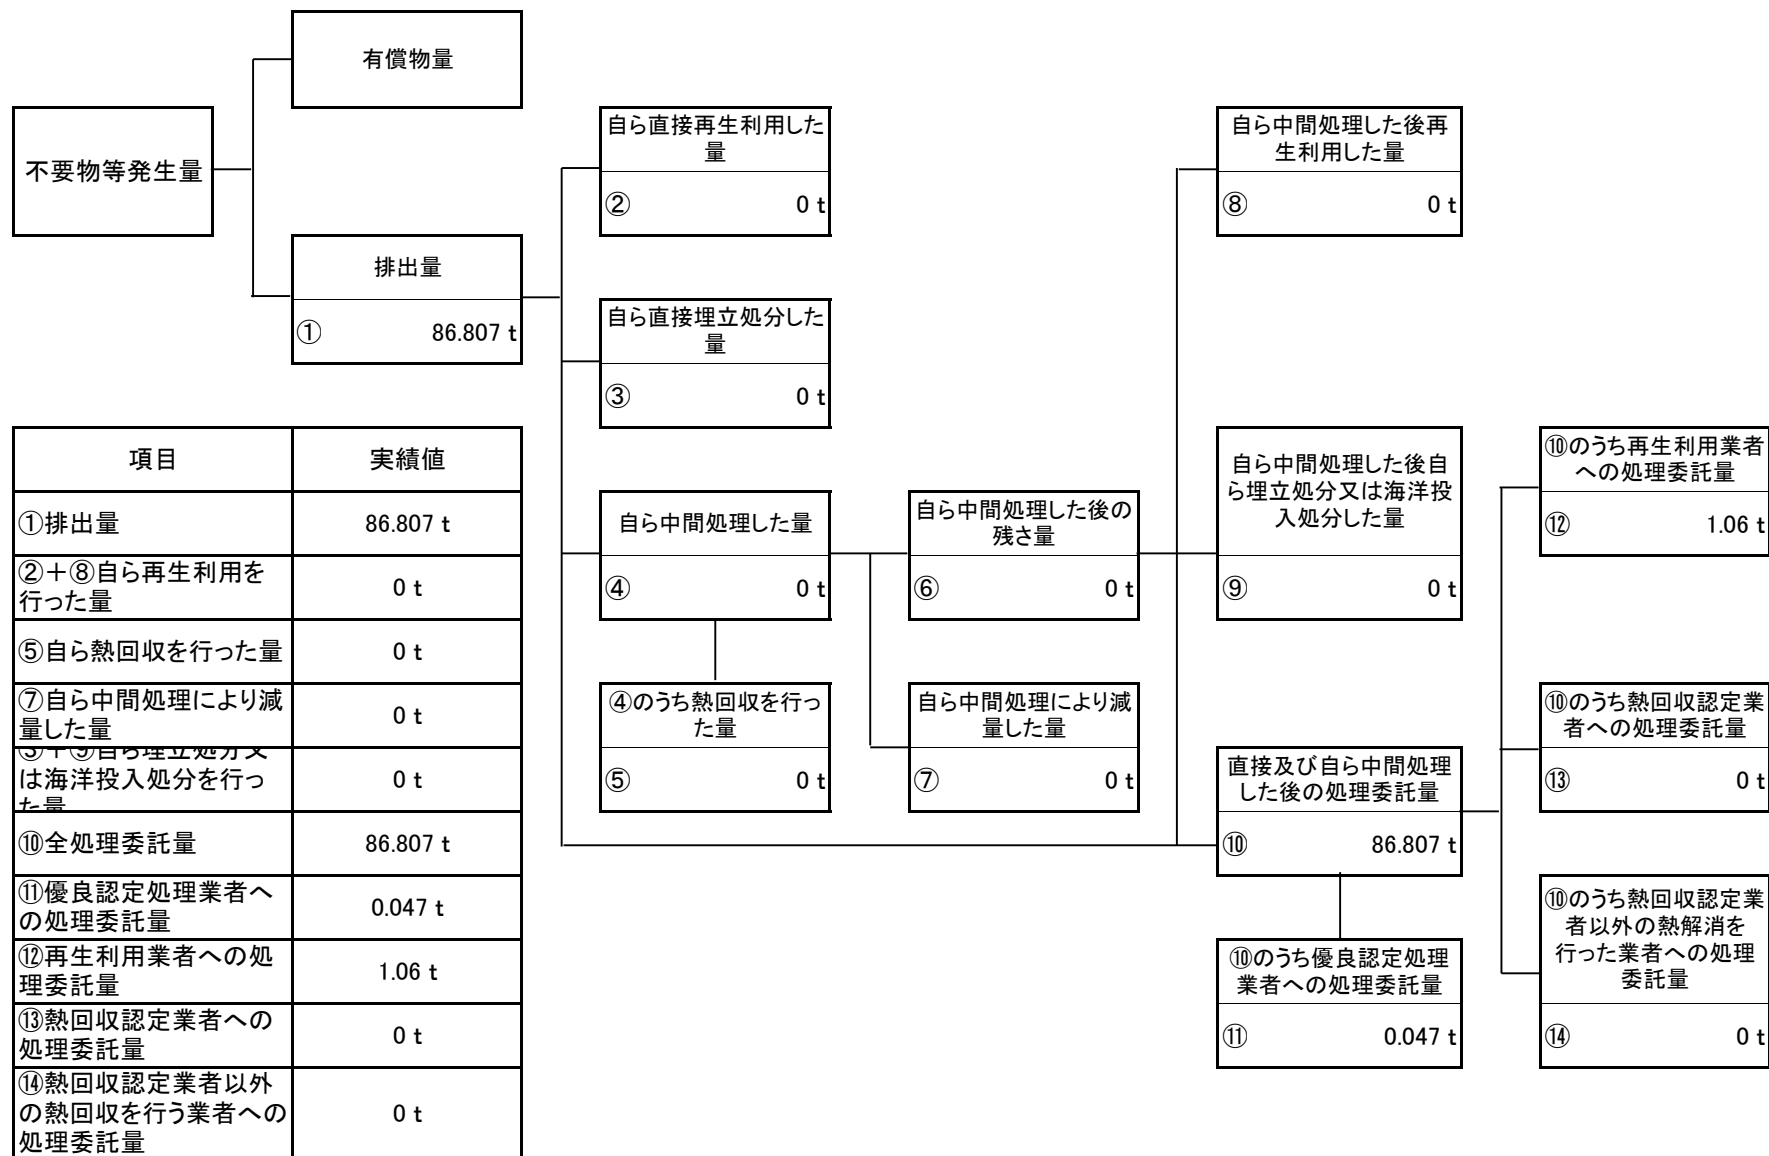 有償物量
不要物等発生量
排出量
① 86.807 t
自ら直接再生利用した
量
② 0 t
自ら直接埋立処分した
量
③ 0 t
自ら中間処理した量
④ 0 t
④のうち熱回収を行っ
た量
⑤ 0 t
自ら中間処理した後の
残さ量
⑥ 0 t
自ら中間処理により減
量した量
⑦ 0 t
自ら中間処理した後再
生利用した量
⑧ 0 t
自ら中間処理した後自
ら埋立処分又は海洋投
入処分した量
⑨ 0 t
直接及び自ら中間処理
した後の処理委託量
⑩ 86.807 t
⑩のうち優良認定処理
業者への処理委託量
⑪ 0.047 t
⑩のうち再生利用業者
への処理委託量
⑫ 1.06 t
⑩のうち熱回収認定業
者への処理委託量
⑬ 0 t
⑩のうち熱回収認定業
者以外の熱解消を
行った業者への処理
委託量
⑭ 0 t
項目 実績値
①排出量 86.807 t
②＋⑧自ら再生利用を
行った量 0 t
⑤自ら熱回収を行った量 0 t
⑦自ら中間処理により減
量した量 0 t
③＋⑨自ら埋立処分又
は海洋投入処分を行っ
た量 0 t
⑩全処理委託量 86.807 t
⑪優良認定処理業者へ
の処理委託量 0.047 t
⑫再生利用業者への処
理委託量 1.06 t
⑬熱回収認定業者への
処理委託量 0 t
⑭熱回収認定業者以外
の熱回収を行う業者への
処理委託量 0 t